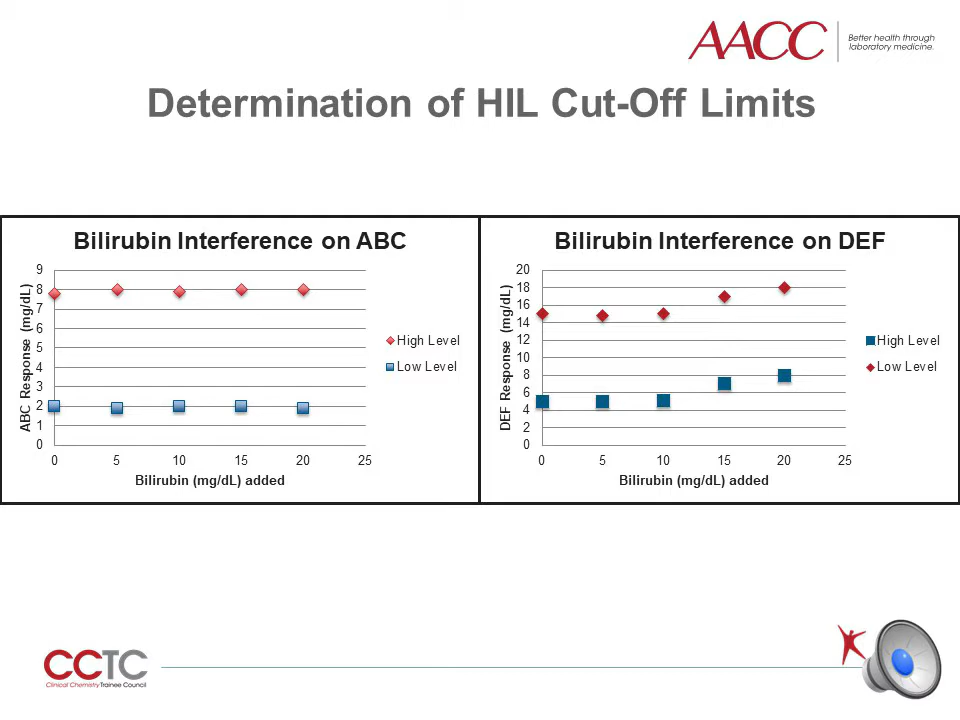 AACC
Better health through
laboratory medicine.
Determination of HIL Cut-Off Limits
Bilirubin Interference on ABC
ABC Response (mg/dL)
9
8
7
6
5
4
3
2
1
0
0 5 10 15 20 25
Bilirubin (mg/dL) added
High Level
Low Level
Bilirubin Interference on DEF
DEF Response (mg/dL)
20
18
16
14
12
10
8
6
4
2
0
0 5 10 15 20 25
Bilirubin (mg/dL) added
High Level
Low Level
CCTC
Clinical Chemistry Trainee Council